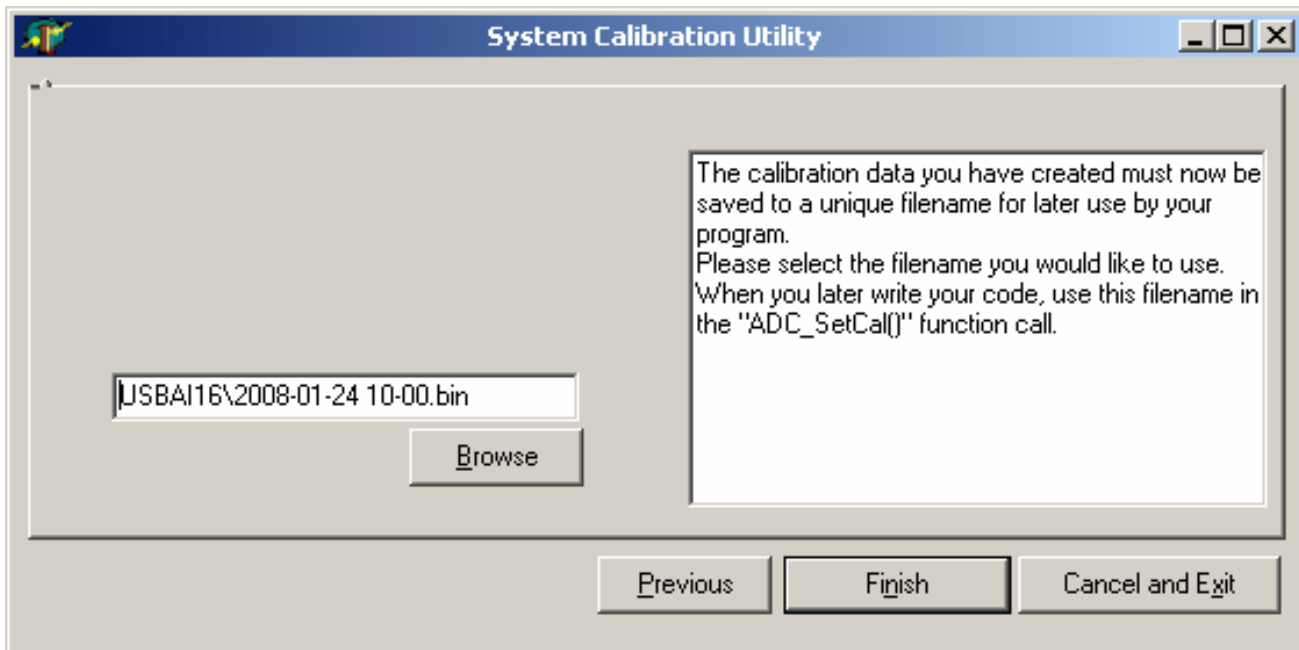 System Calibration Utility
The calibration data you have created must now be
saved to a unique filename for later use by your
program.
Please select the filename you would like to use.
When you later write your code, use this filename in
the "ADC_SetCal()" function call.
USBAI16\2008-01-24 10-00.bin
Browse
Previous
Finish
Cancel and Exit